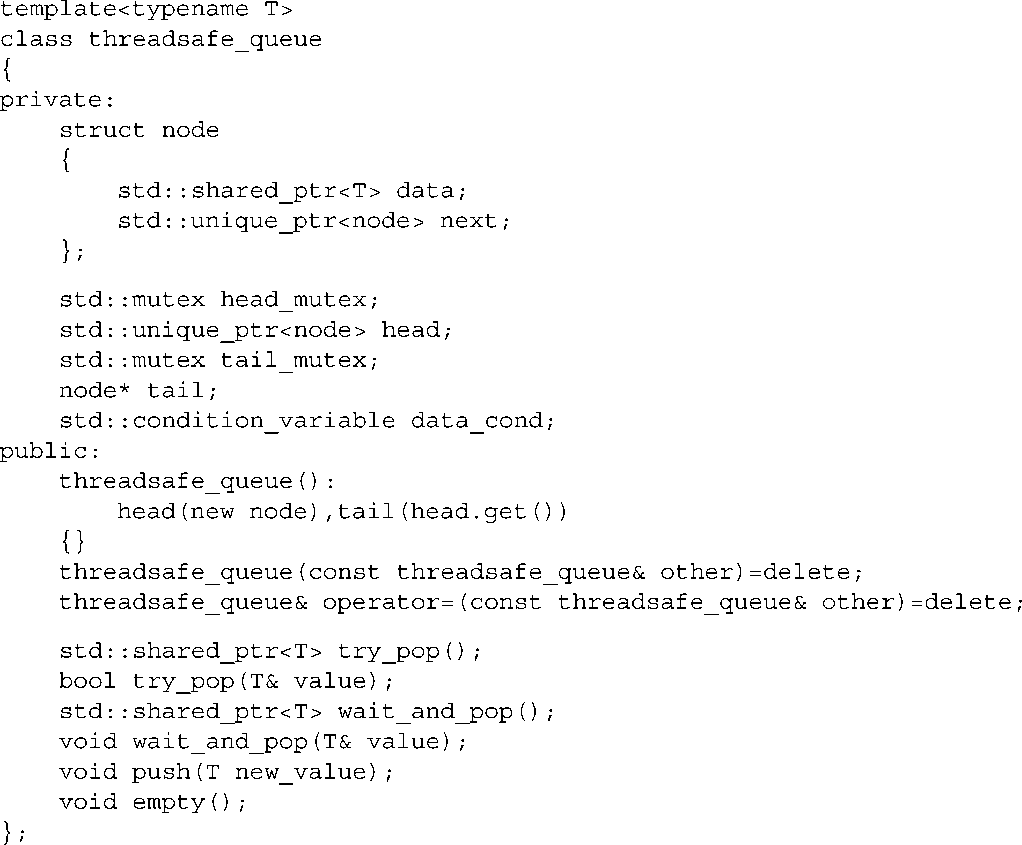 template<typename T>
class threadsafe_queue
{
private:
    struct node
    {
        std::shared_ptr<T> data;
        std::unique_ptr<node> next;
    };
    std::mutex head_mutex;
    std::unique_ptr<node> head;
    std::mutex tail_mutex;
    node* tail;
    std::condition_variable data_cond;
public:
    threadsafe_queue():
        head(new node),tail(head.get())
    {}
    threadsafe_queue(const threadsafe_queue& other)=delete;
    threadsafe_queue& operator=(const threadsafe_queue& other)=delete;
    std::shared_ptr<T> try_pop();
    bool try_pop(T& value);
    std::shared_ptr<T> wait_and_pop();
    void wait_and_pop(T& value);
    void push(T new_value);
    void empty();
};